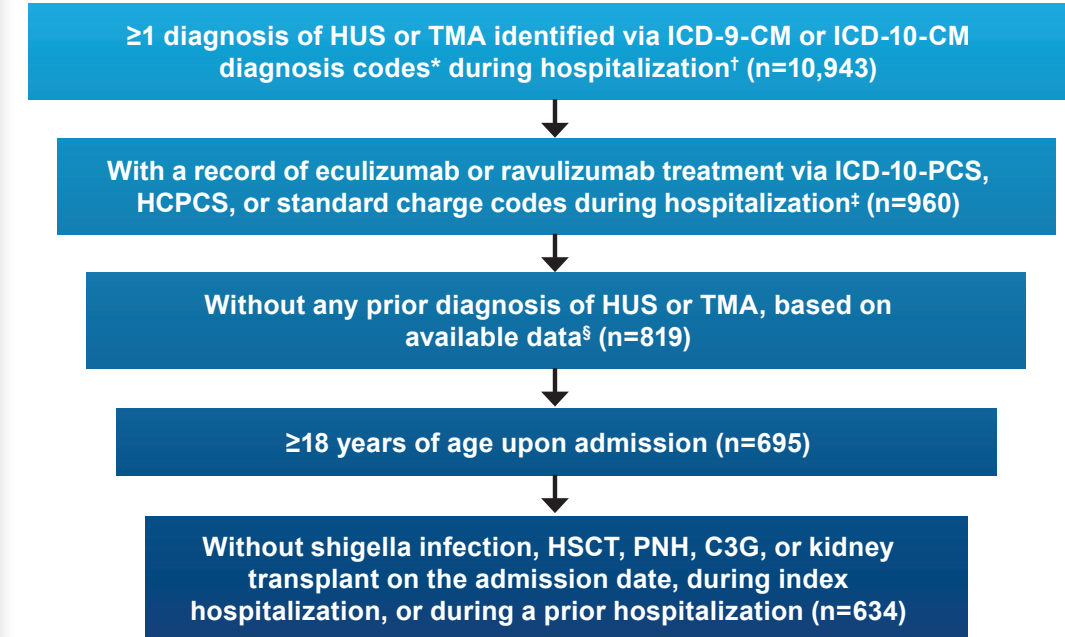 ≥1 diagnosis of HUS or TMA identified via ICD-9-CM or ICD-10-CM
diagnosis codes* during hospitalization† (n=10,943)
With a record of eculizumab or ravulizumab treatment via ICD-10-PCS,
HCPCS, or standard charge codes during hospitalization‡ (n=960)
Without any prior diagnosis of HUS or TMA, based on
available data§ (n=819)
≥18 years of age upon admission (n=695)
Without shigella infection, HSCT, PNH, C3G, or kidney
transplant on the admission date, during index
hospitalization, or during a prior hospitalization (n=634)